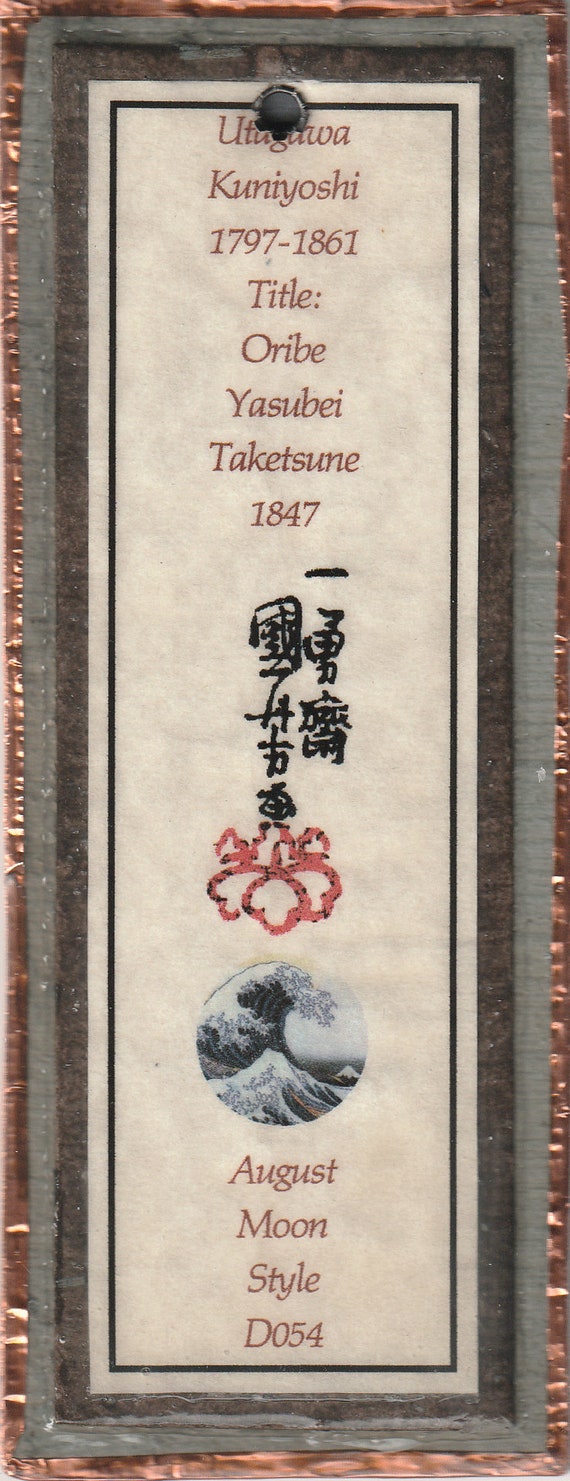 Utagawa
Kuniyoshi
1797-1861
Title:
Oribe
Yasubei
Taketsune
1847
一勇齋
國芳画
August
Moon
Style
D054